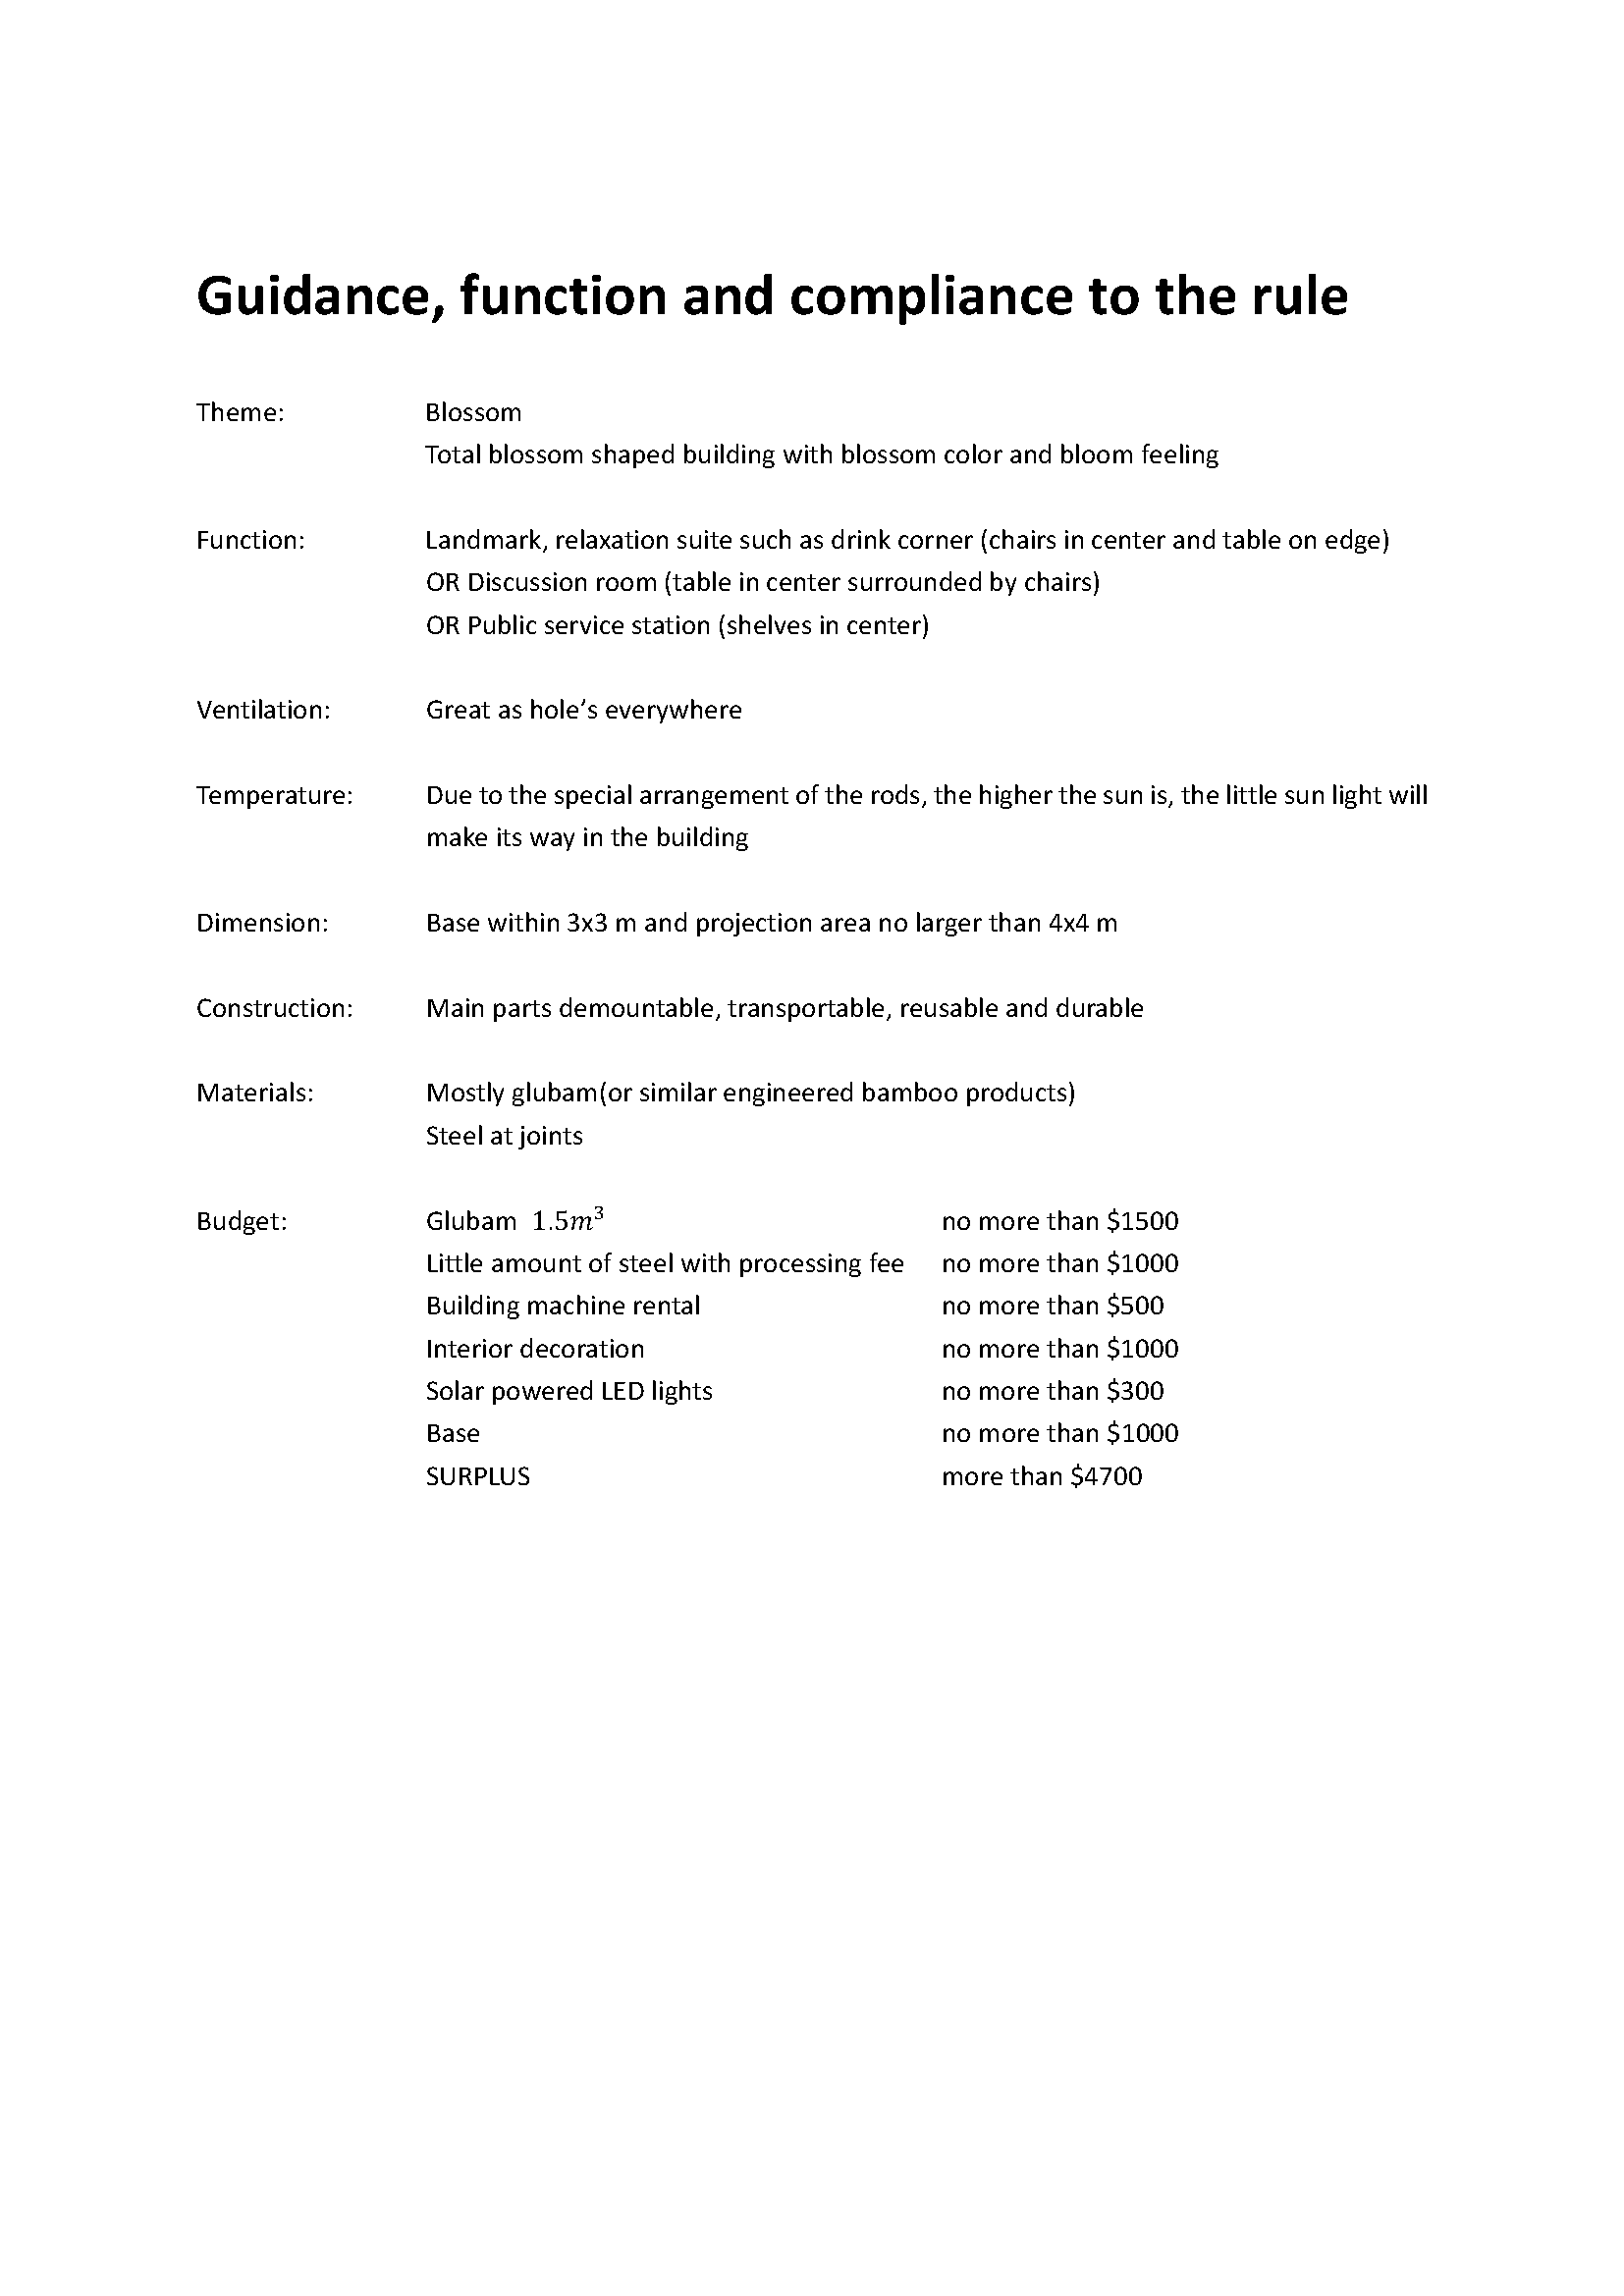 Guidance, function and compliance to the rule
Theme: Blossom
Total blossom shaped building with blossom color and bloom feeling
Function: Landmark, relaxation suite such as drink corner (chairs in center and table on edge)
OR Discussion room (table in center surrounded by chairs)
OR Public service station (shelves in center)
Ventilation: Great as hole’s everywhere
Temperature: Due to the special arrangement of the rods, the higher the sun is, the little sun light will
make its way in the building
Dimension: Base within 3x3 m and projection area no larger than 4x4 m
Construction: Main parts demountable, transportable, reusable and durable
Materials: Mostly glubam(or similar engineered bamboo products)
Steel at joints
Budget: Glubam 1.5m³ no more than $1500
Little amount of steel with processing fee no more than $1000
Building machine rental no more than $500
Interior decoration no more than $1000
Solar powered LED lights no more than $300
Base no more than $1000
SURPLUS more than $4700